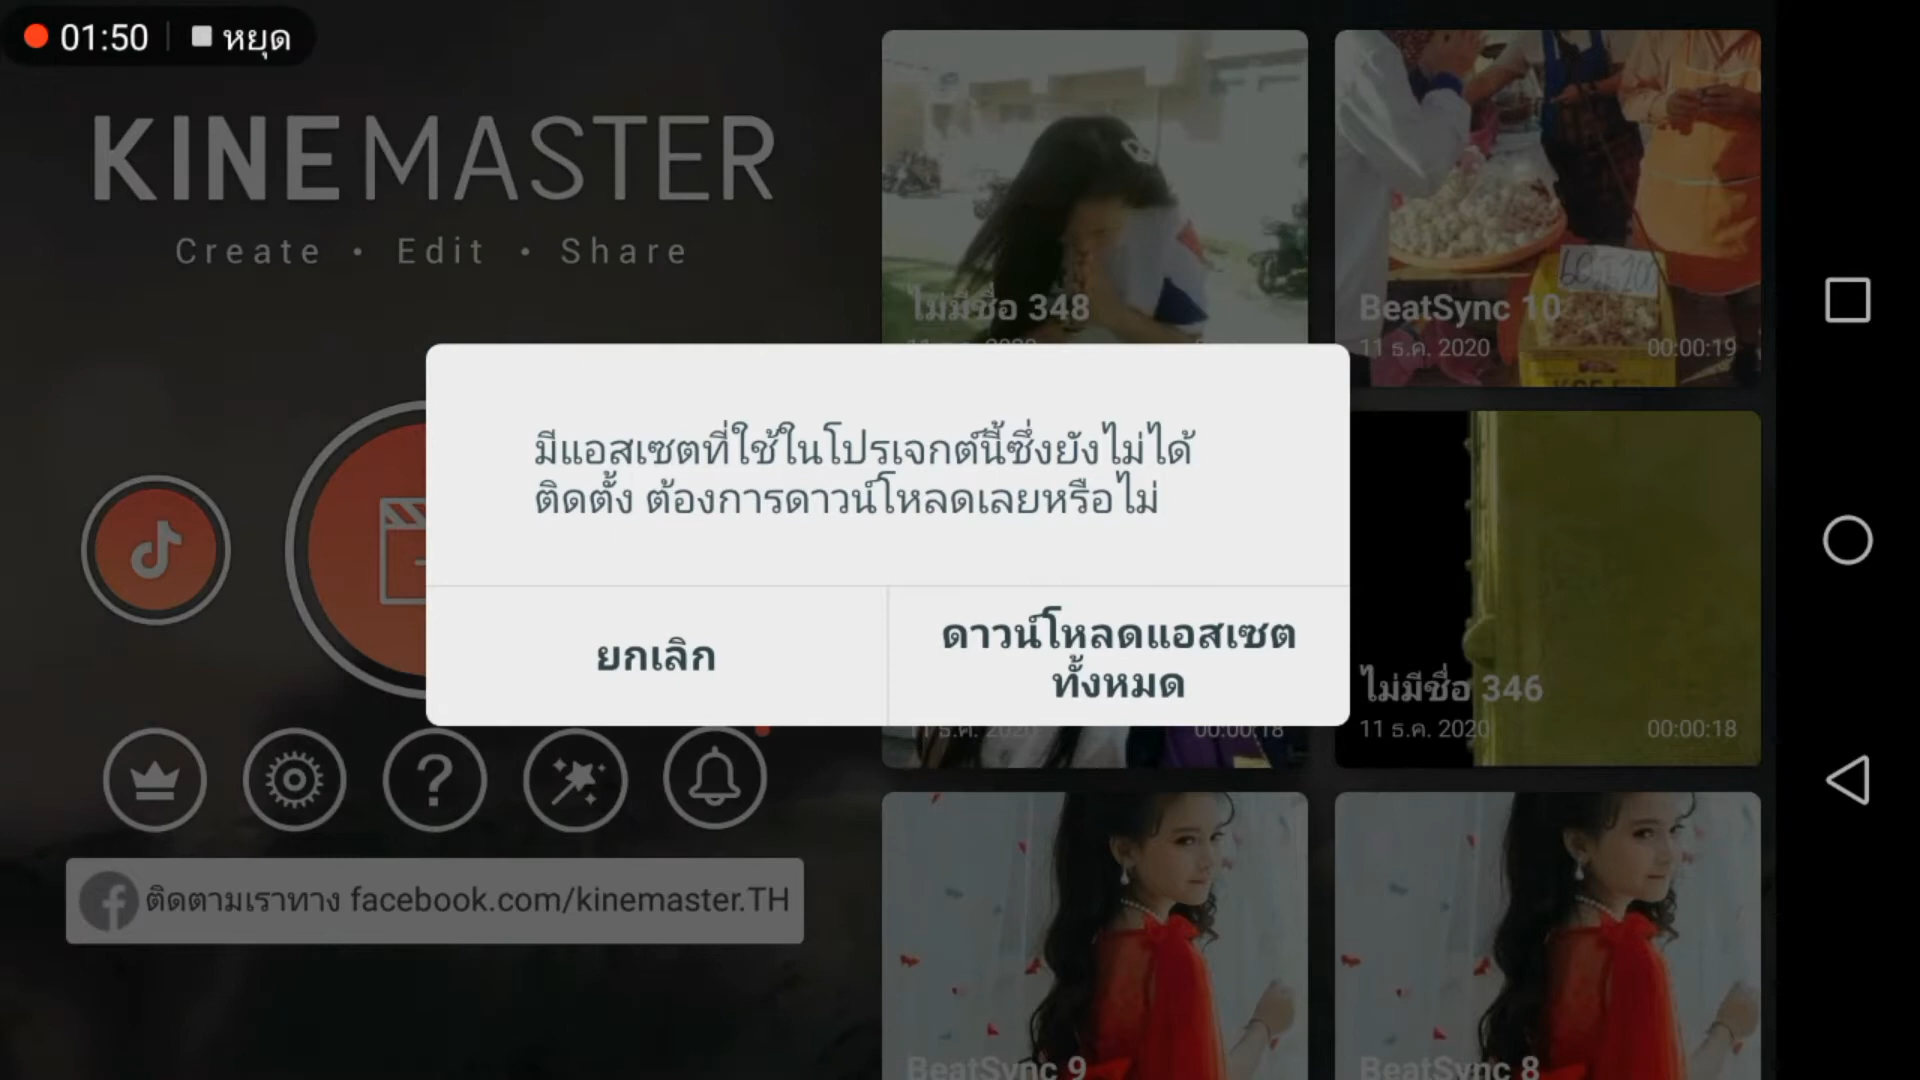 01:50 หยุด
KINEMASTER
Create • Edit • Share
ไม่มีชื่อ 348
BeatSync 10
11 ธ.ค. 2020 00:00:19
มีแอสเซตที่ใช้ในโปรเจกต์นี้ซึ่งยังไม่ได้
ติดตั้ง ต้องการดาวน์โหลดเลยหรือไม่
ยกเลิก
ดาวน์โหลดแอสเซต
ทั้งหมด
ไม่มีชื่อ 346
11 ธ.ค. 2020 00:00:18
11 ธ.ค. 2020 00:00:18
ติดตามเราทาง facebook.com/kinemaster.TH
BeatSync 9
BeatSync 8